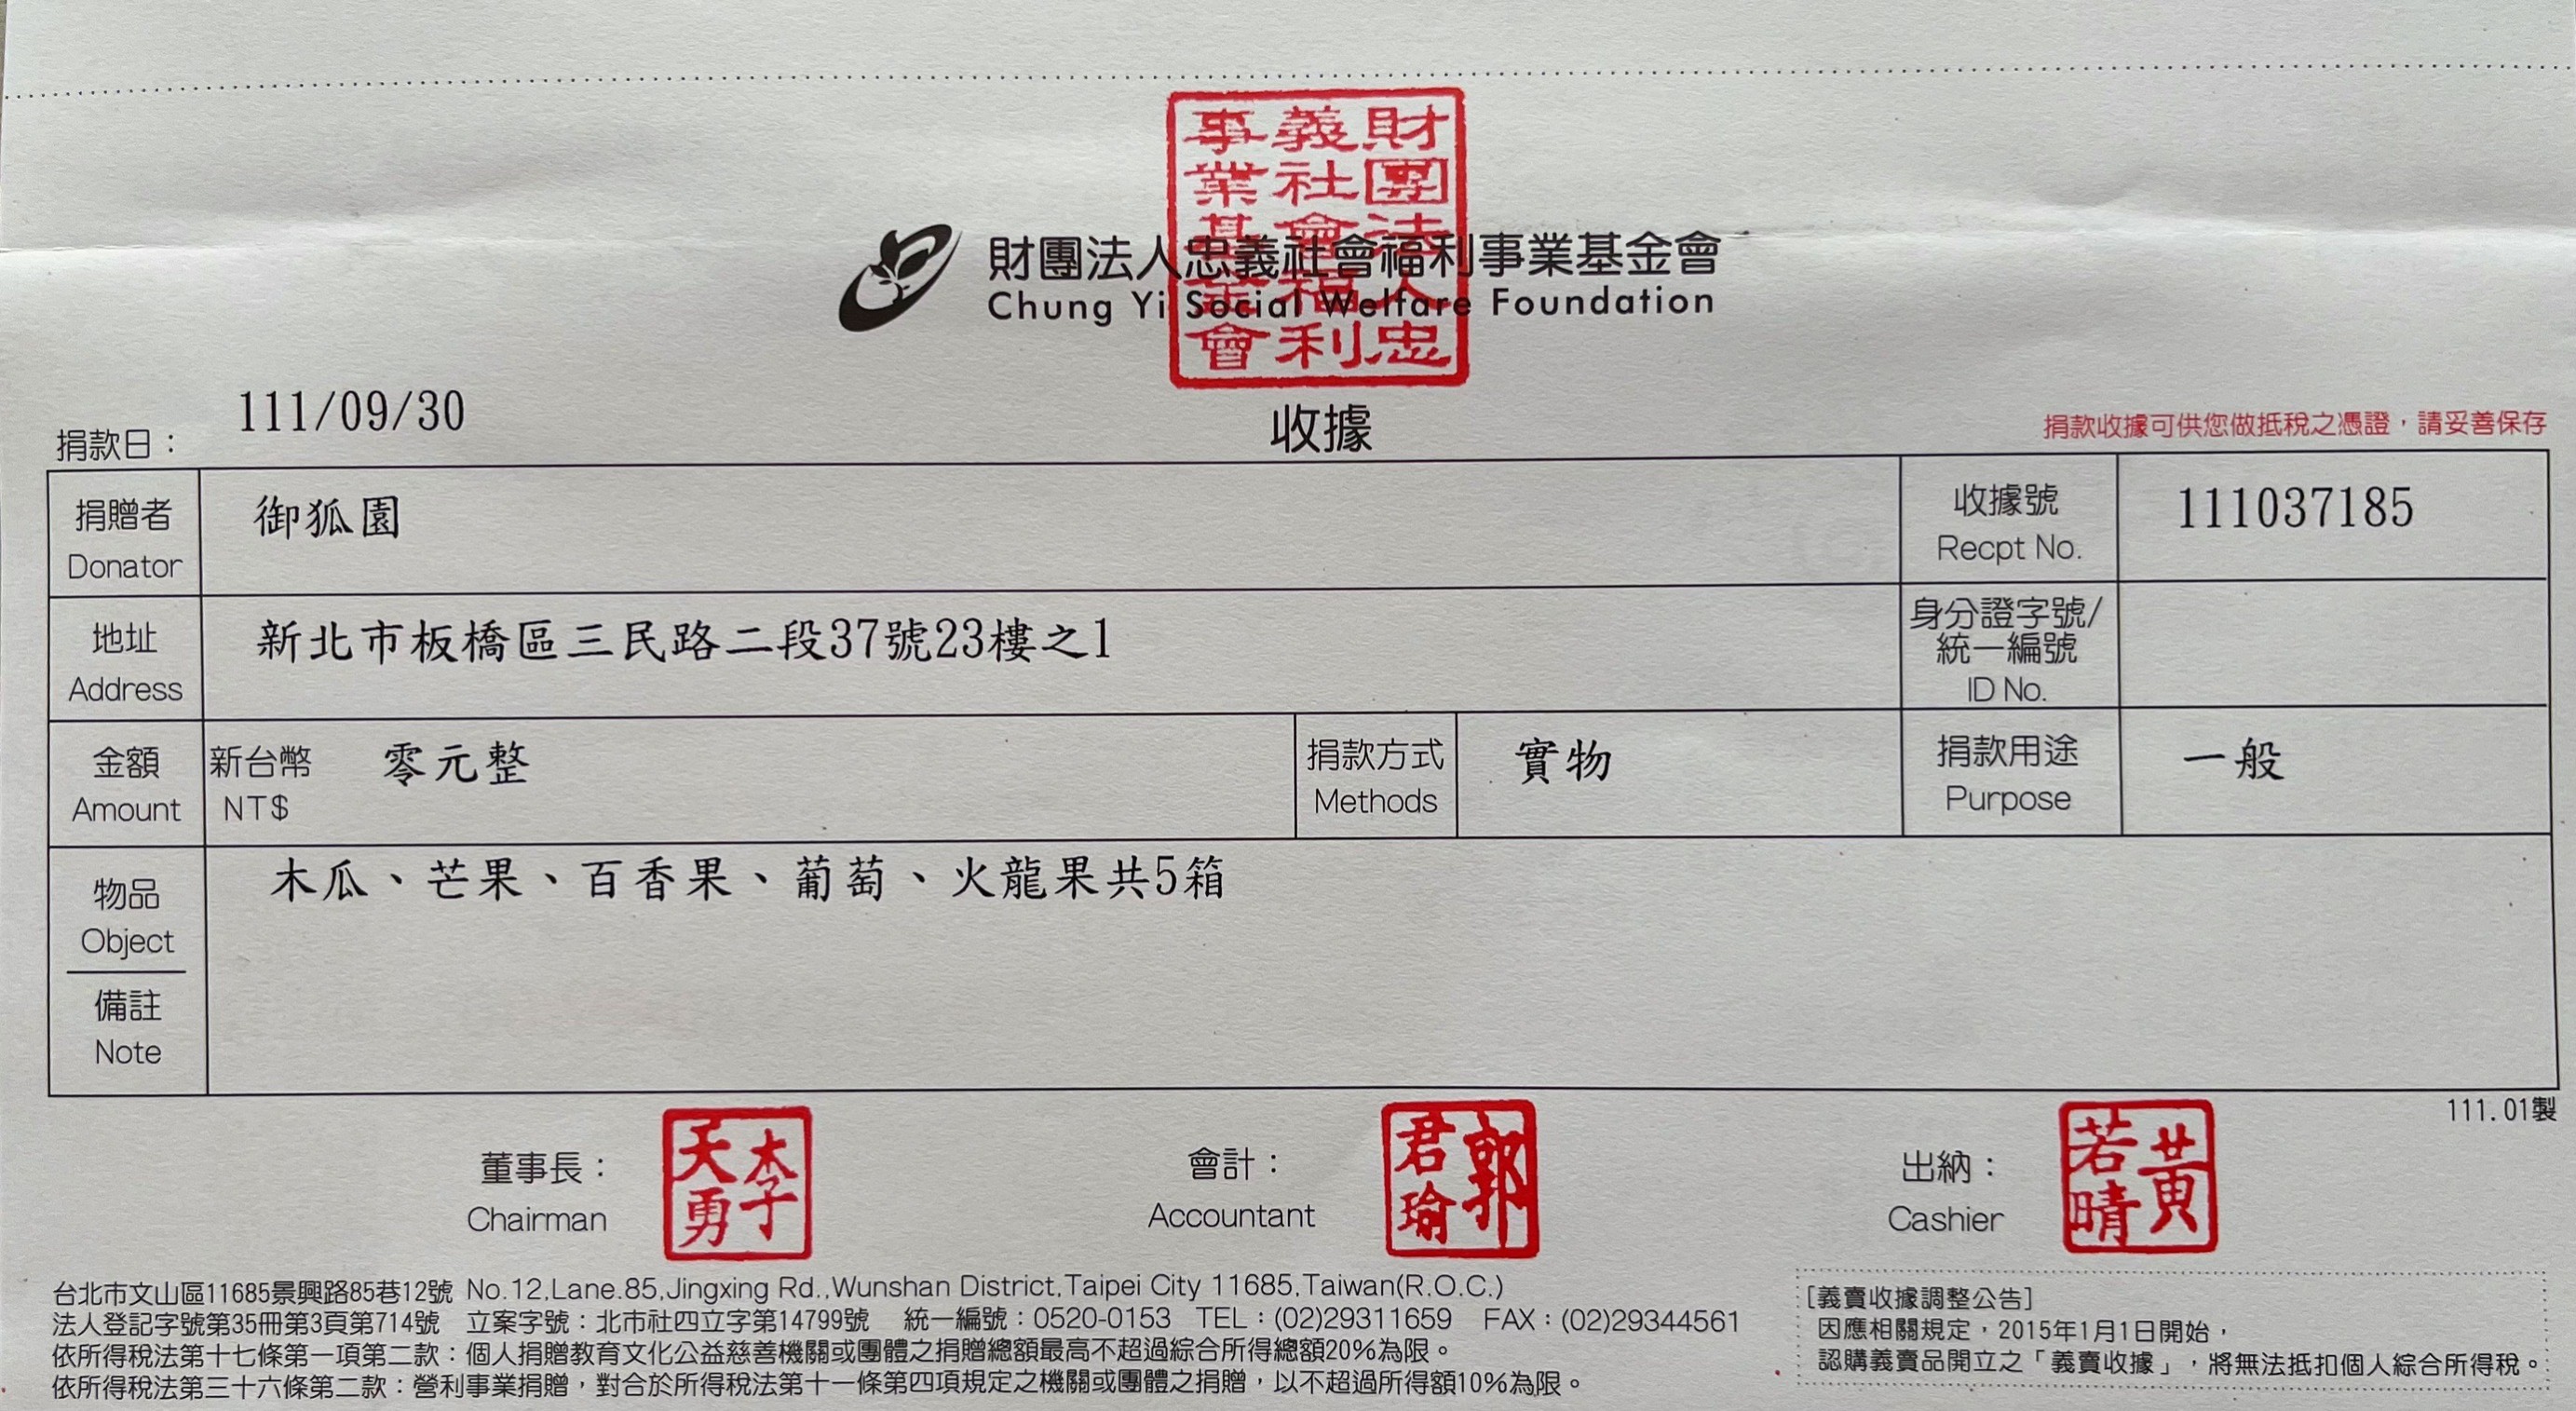 財團法人忠義社會福利事業基金會
財團法人忠義社會福利事業基金會
Chung Yi Social Welfare Foundation
收據
捐款日：111/09/30
捐款收據可供您做抵稅之憑證，請妥善保存
捐贈者 御狐園 收據號 111037185
Donator Recpt No.
地址 新北市板橋區三民路二段37號23樓之1 身分證字號/
統一編號
Address ID No.
金額 新台幣 零元整 捐款方式 實物 捐款用途 一般
Amount NT$ Methods Purpose
物品 木瓜、芒果、百香果、葡萄、火龍果共5箱
Object
備註
Note
111.01製
董事長： 李天勇 會計： 郭君瑜 出納： 黃若晴
Chairman Accountant Cashier
台北市文山區11685景興路85巷12號 No.12,Lane.85,Jingxing Rd.,Wunshan District,Taipei City 11685,Taiwan(R.O.C.)
法人登記字號第35冊第3頁第714號 立案字號：北市社四立字第14799號 統一編號：0520-0153 TEL：(02)29311659 FAX：(02)29344561
依所得稅法第十七條第一項第二款：個人捐贈教育文化公益慈善機關或團體之捐贈總額最高不超過綜合所得總額20%為限。
依所得稅法第三十六條第二款：營利事業捐贈，對合於所得稅法第十一條第四項規定之機關或團體之捐贈，以不超過所得額10%為限。
[義賣收據調整公告]
因應相關規定，2015年1月1日開始，
認購義賣品開立之「義賣收據」，將無法抵扣個人綜合所得稅。